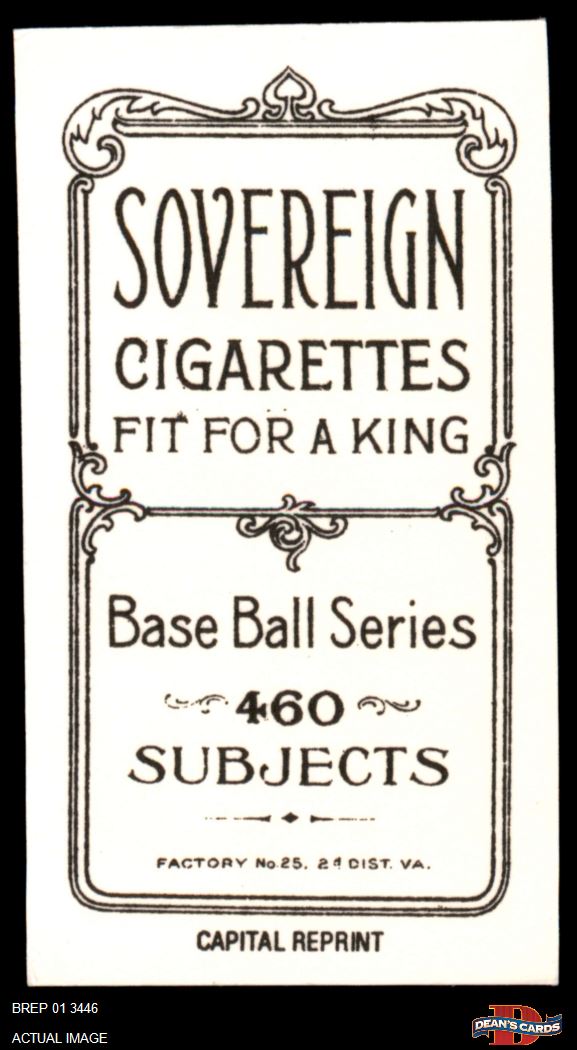 SOVEREIGN
CIGARETTES
FIT FOR A KING
Base Ball Series
460
SUBJECTS
FACTORY No. 25, 2d DIST. VA.
CAPITAL REPRINT
BREP 01 3446
ACTUAL IMAGE
D
DEAN'S CARDS